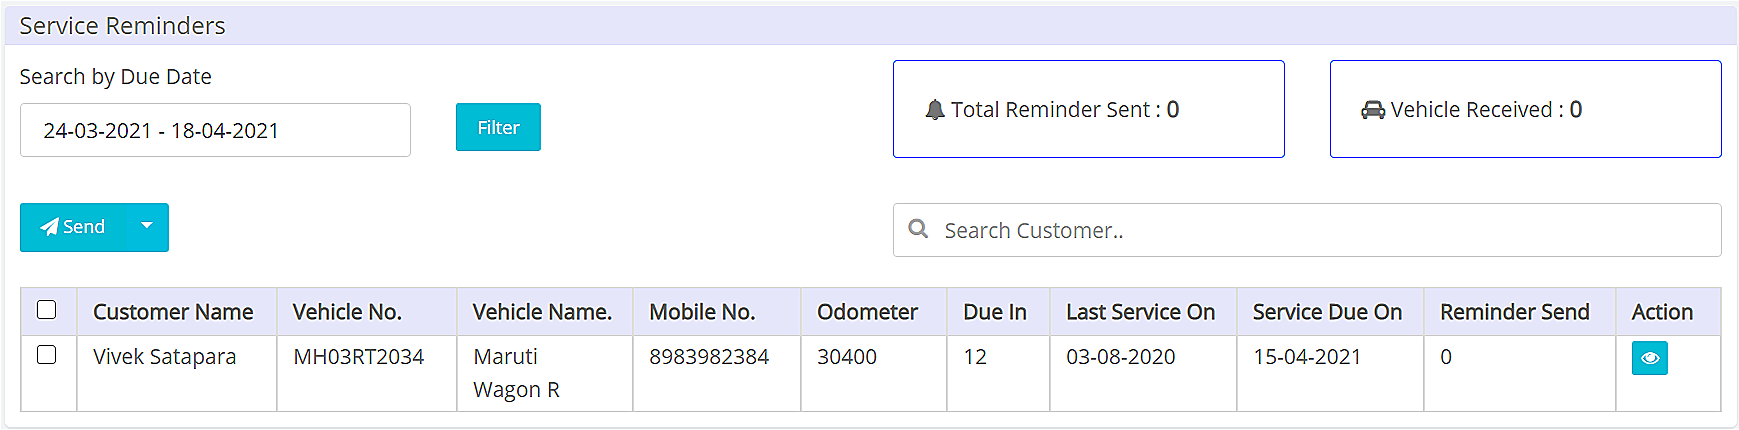 Service Reminders
Search by Due Date
24-03-2021 - 18-04-2021
Filter
Total Reminder Sent : 0
Vehicle Received : 0
Send
Search Customer..
Customer Name Vehicle No. Vehicle Name. Mobile No. Odometer Due In Last Service On Service Due On Reminder Send Action
Vivek Satapara MH03RT2034 Maruti 8983982384 30400 12 03-08-2020 15-04-2021 0
Wagon R